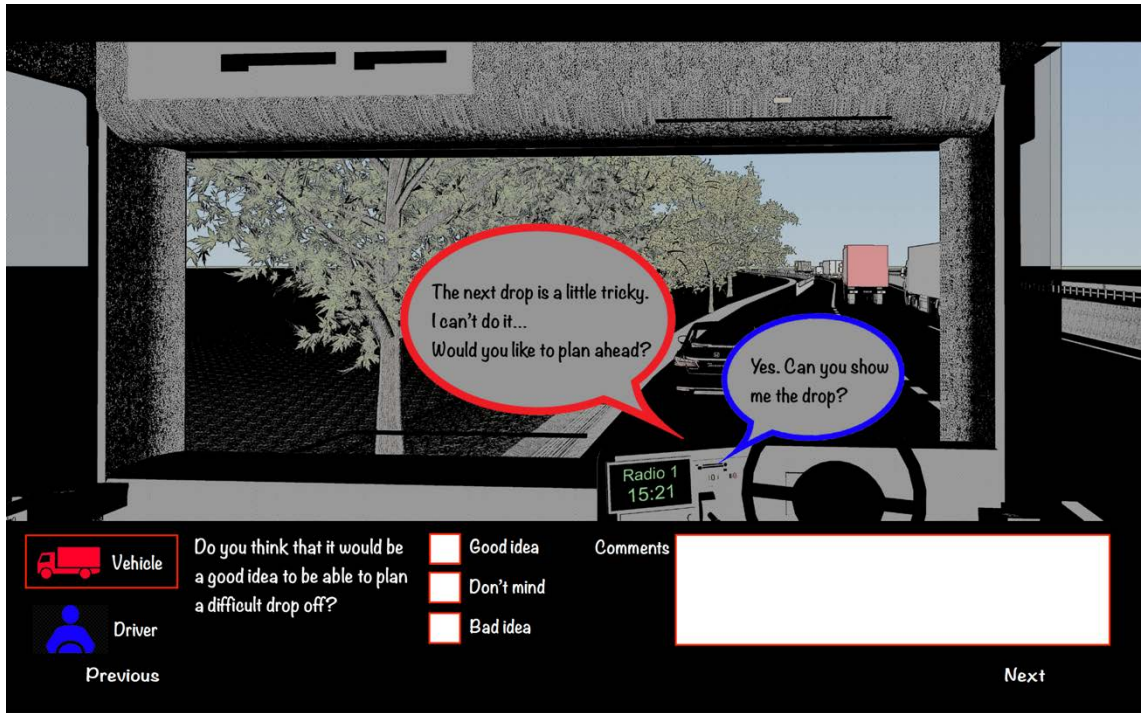 The next drop is a little tricky.
I can't do it...
Would you like to plan ahead?
Yes. Can you show
me the drop?
Radio 1
15:21
Vehicle
Driver
Do you think that it would be
a good idea to be able to plan
a difficult drop off?
Good idea
Don't mind
Bad idea
Comments
Previous
Next